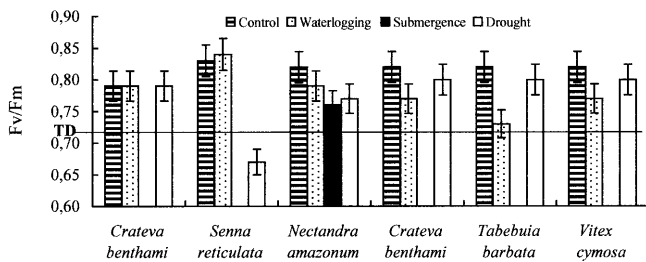 Control Waterlogging Submergence Drought
0,90
0,85
0,80
0,75
TD
0,70
0,65
0,60
Fv/Fm
Crateva benthami
Senna reticulata
Nectandra amazonum
Crateva benthami
Tabebuia barbata
Vitex cymosa